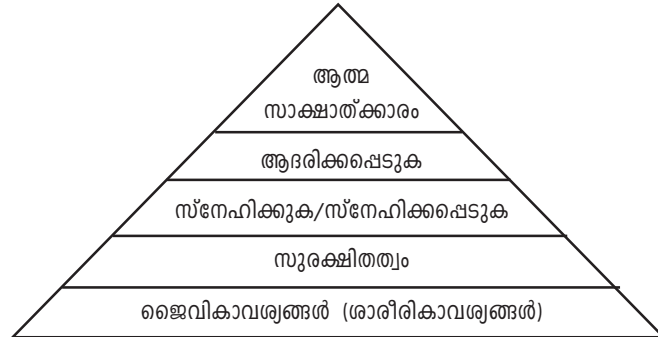 ആത്മ
സാക്ഷാത്ക്കാരം
ആദരിക്കപ്പെടുക
സ്നേഹിക്കുക/സ്നേഹിക്കപ്പെടുക
സുരക്ഷിതത്വം
ജൈവികാവശ്യങ്ങൾ (ശാരീരികാവശ്യങ്ങൾ)